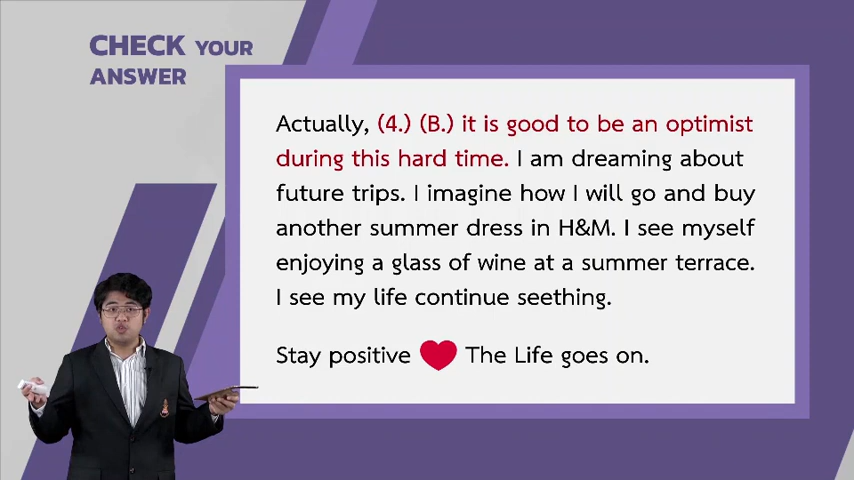 CHECK YOUR
ANSWER
Actually, (4.) (B.) it is good to be an optimist
during this hard time. I am dreaming about
future trips. I imagine how I will go and buy
another summer dress in H&M. I see myself
enjoying a glass of wine at a summer terrace.
I see my life continue seething.
Stay positive ❤ The Life goes on.